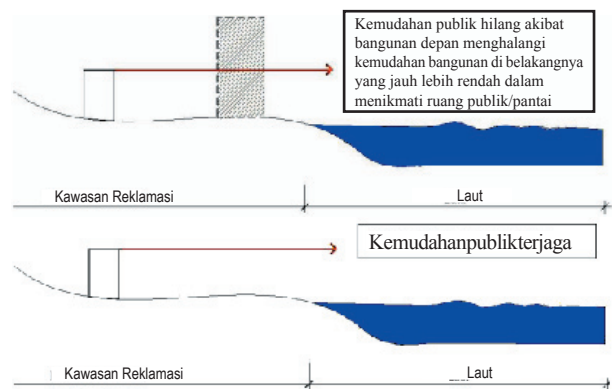 Kemudahan publik hilang akibat
bangunan depan menghalangi
kemudahan bangunan di belakangnya
yang jauh lebih rendah dalam
menikmati ruang publik/pantai
Kawasan Reklamasi
Laut
Kemudahanpublikterjaga
Kawasan Reklamasi
Laut